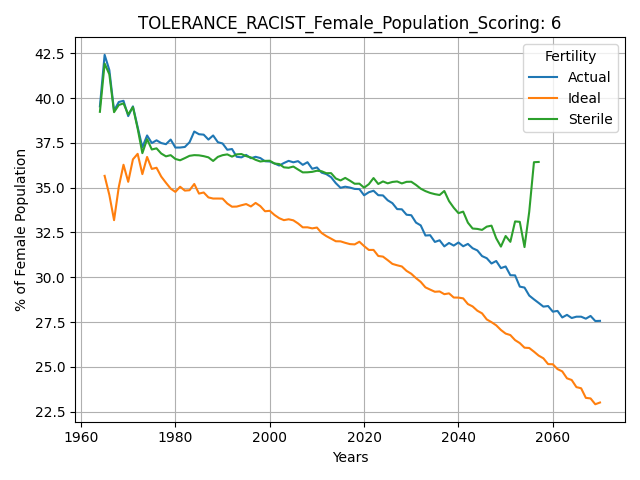 TOLERANCE_RACIST_Female_Population_Scoring: 6
Fertility
Actual
Ideal
Sterile
% of Female Population
42.5
40.0
37.5
35.0
32.5
30.0
27.5
25.0
22.5
1960
1980
2000
2020
2040
2060
Years